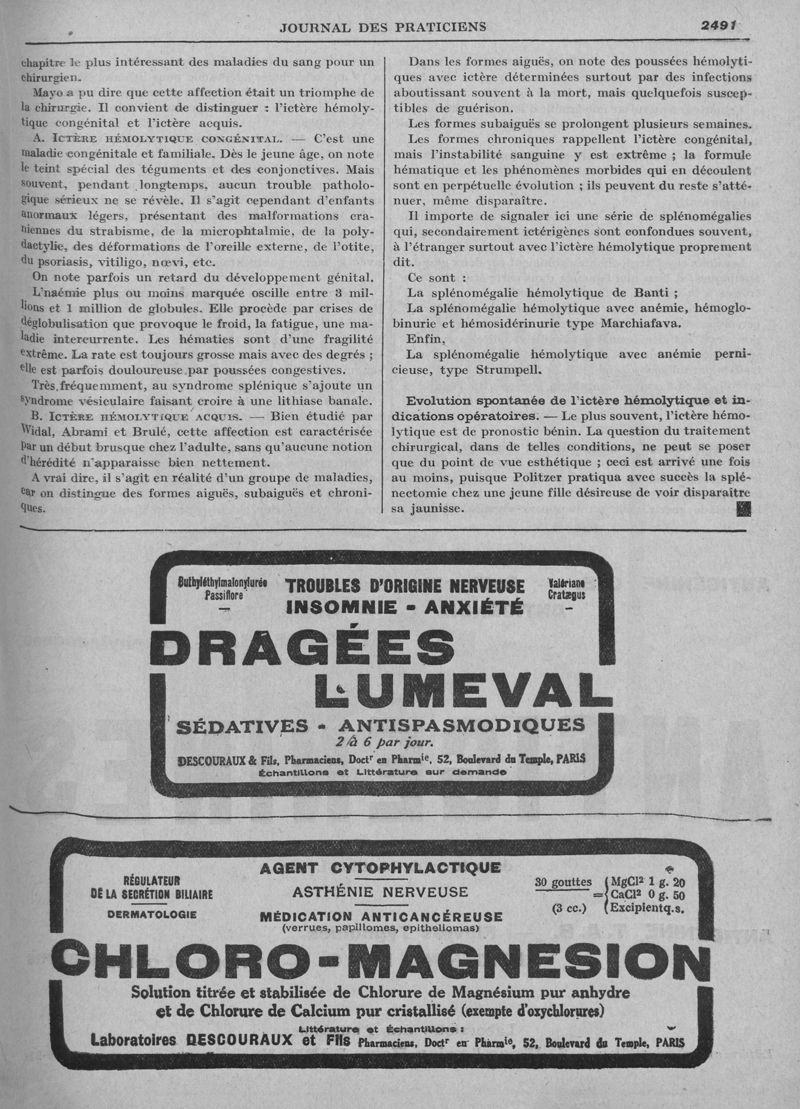 JOURNAL DES PRATICIENS
2491
chapitre le plus intéressant des maladies du sang pour un
chirurgien.
Mayo a pu dire que cette affection était un triomphe de
la chirurgie. Il convient de distinguer : l'ictère hémoly-
tique congénital et l'ictère acquis.
A. ICTÈRE HÉMOLYTIQUE CONGÉNITAL. — C'est une
maladie congénitale et familiale. Dès le jeune âge, on note
le teint spécial des téguments et des conjonctives. Mais
souvent, pendant longtemps, aucun trouble patholo-
gique sérieux ne se révèle. Il s'agit cependant d'enfants
anormaux légers, présentant des malformations cra-
niennes du strabisme, de la microphtalmie, de la poly-
dactylie, des déformations de l'oreille externe, de l'otite,
du psoriasis, vitiligo, nœvi, etc.
On note parfois un retard du développement génital.
L'naémie plus ou moins marquée oscille entre 3 mil-
lions et 1 million de globules. Elle procède par crises de
déglobulisation que provoque le froid, la fatigue, une ma-
ladie intercurrente. Les hématies sont d'une fragilité
extrême. La rate est toujours grosse mais avec des degrés ;
elle est parfois douloureuse par poussées congestives.
Très fréquemment, au syndrome splénique s'ajoute un
syndrome vésiculaire faisant croire à une lithiase banale.
B. ICTÈRE HÉMOLYTIQUE ACQUIS. — Bien étudié par
Widal, Abrami et Brulé, cette affection est caractérisée
par un début brusque chez l'adulte, sans qu'aucune notion
d'hérédité n'apparaisse bien nettement.
A vrai dire, il s'agit en réalité d'un groupe de maladies,
car on distingue des formes aiguës, subaiguës et chroni-
ques.
Dans les formes aiguës, on note des poussées hémolyti-
ques avec ictère déterminées surtout par des infections
aboutissant souvent à la mort, mais quelquefois suscep-
tibles de guérison.
Les formes subaiguës se prolongent plusieurs semaines.
Les formes chroniques rappellent l'ictère congénital,
mais l'instabilité sanguine y est extrême ; la formule
hématique et les phénomènes morbides qui en découlent
sont en perpétuelle évolution ; ils peuvent du reste s'atté-
nuer, même disparaître.
Il importe de signaler ici une série de splénomégalies
qui, secondairement ictérigènes sont confondues souvent,
à l'étranger surtout avec l'ictère hémolytique proprement
dit.
Ce sont :
La splénomégalie hémolytique de Banti ;
La splénomégalie hémolytique avec anémie, hémoglo-
binurie et hémosidérinurie type Marchiafava.
Enfin,
La splénomégalie hémolytique avec anémie perni-
cieuse, type Strumpell.
Evolution spontanée de l'ictère hémolytique et in-
dications opératoires. — Le plus souvent, l'ictère hémo-
lytique est de pronostic bénin. La question du traitement
chirurgical, dans de telles conditions, ne peut se poser
que du point de vue esthétique ; ceci est arrivé une fois
au moins, puisque Politzer pratiqua avec succès la splé-
nectomie chez une jeune fille désireuse de voir disparaître
sa jaunisse.
Buthyléthylmalonylurée
Passiflore
TROUBLES D'ORIGINE NERVEUSE
INSOMNIE - ANXIÉTÉ
Valériane
Cratægus
DRAGÉES
LUMEVAL
SÉDATIVES - ANTISPASMODIQUES
2 à 6 par jour.
DESCOURAUX & Fils, Pharmaciens, Doctr en Pharmie, 52, Boulevard du Temple, PARIS
Échantillons et Littérature sur demande
RÉGULATEUR
DE LA SECRÉTION BILIAIRE
DERMATOLOGIE
AGENT CYTOPHYLACTIQUE
ASTHÉNIE NERVEUSE
MÉDICATION ANTICANCÉREUSE
(verrues, papillomes, epitheliomas)
30 gouttes = (3 cc.)
MgCl² 1 g. 20
CaCl² 0 g. 50
Excipient q.s.
CHLORO-MAGNESION
Solution titrée et stabilisée de Chlorure de Magnésium pur anhydre
et de Chlorure de Calcium pur cristallisé (exempte d'oxychlorures)
Littérature et Échantillons :
Laboratoires DESCOURAUX et Fils Pharmaciens, Doctr en Pharmie, 52, Boulevard du Temple, PARIS